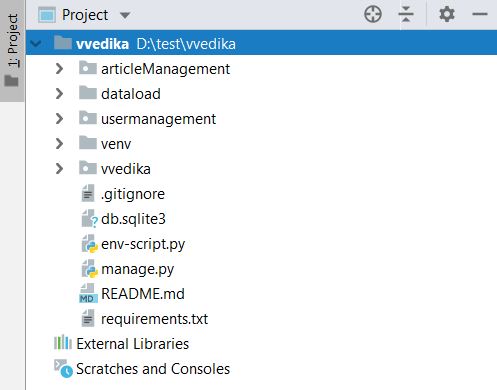 1: Project
Project
vvedika D:\test\vvedika
articleManagement
dataload
usermanagement
venv
vvedika
.gitignore
db.sqlite3
env-script.py
manage.py
MD README.md
requirements.txt
External Libraries
Scratches and Consoles